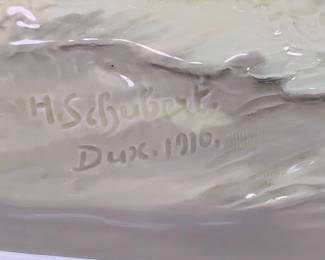 H. Schubert.
Dux. 1910.